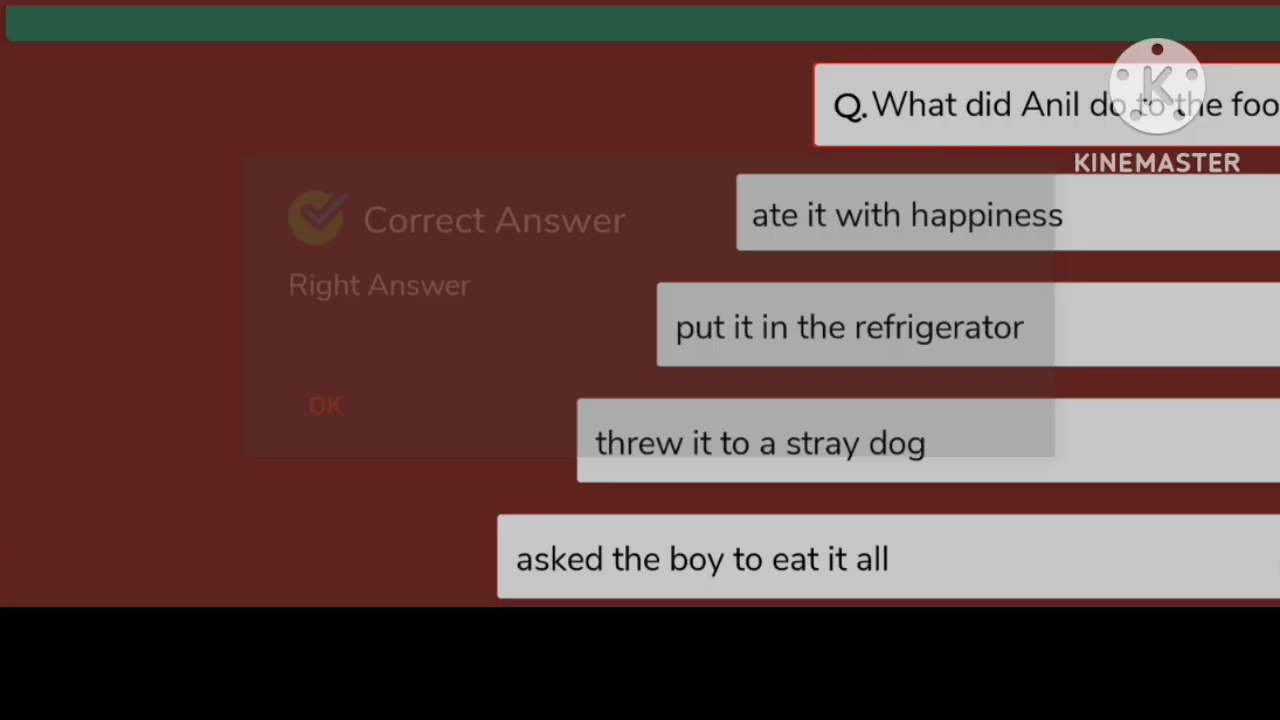 Q. What did Anil do to the foo
KINEMASTER
ate it with happiness
Correct Answer
Right Answer
put it in the refrigerator
OK
threw it to a stray dog
asked the boy to eat it all